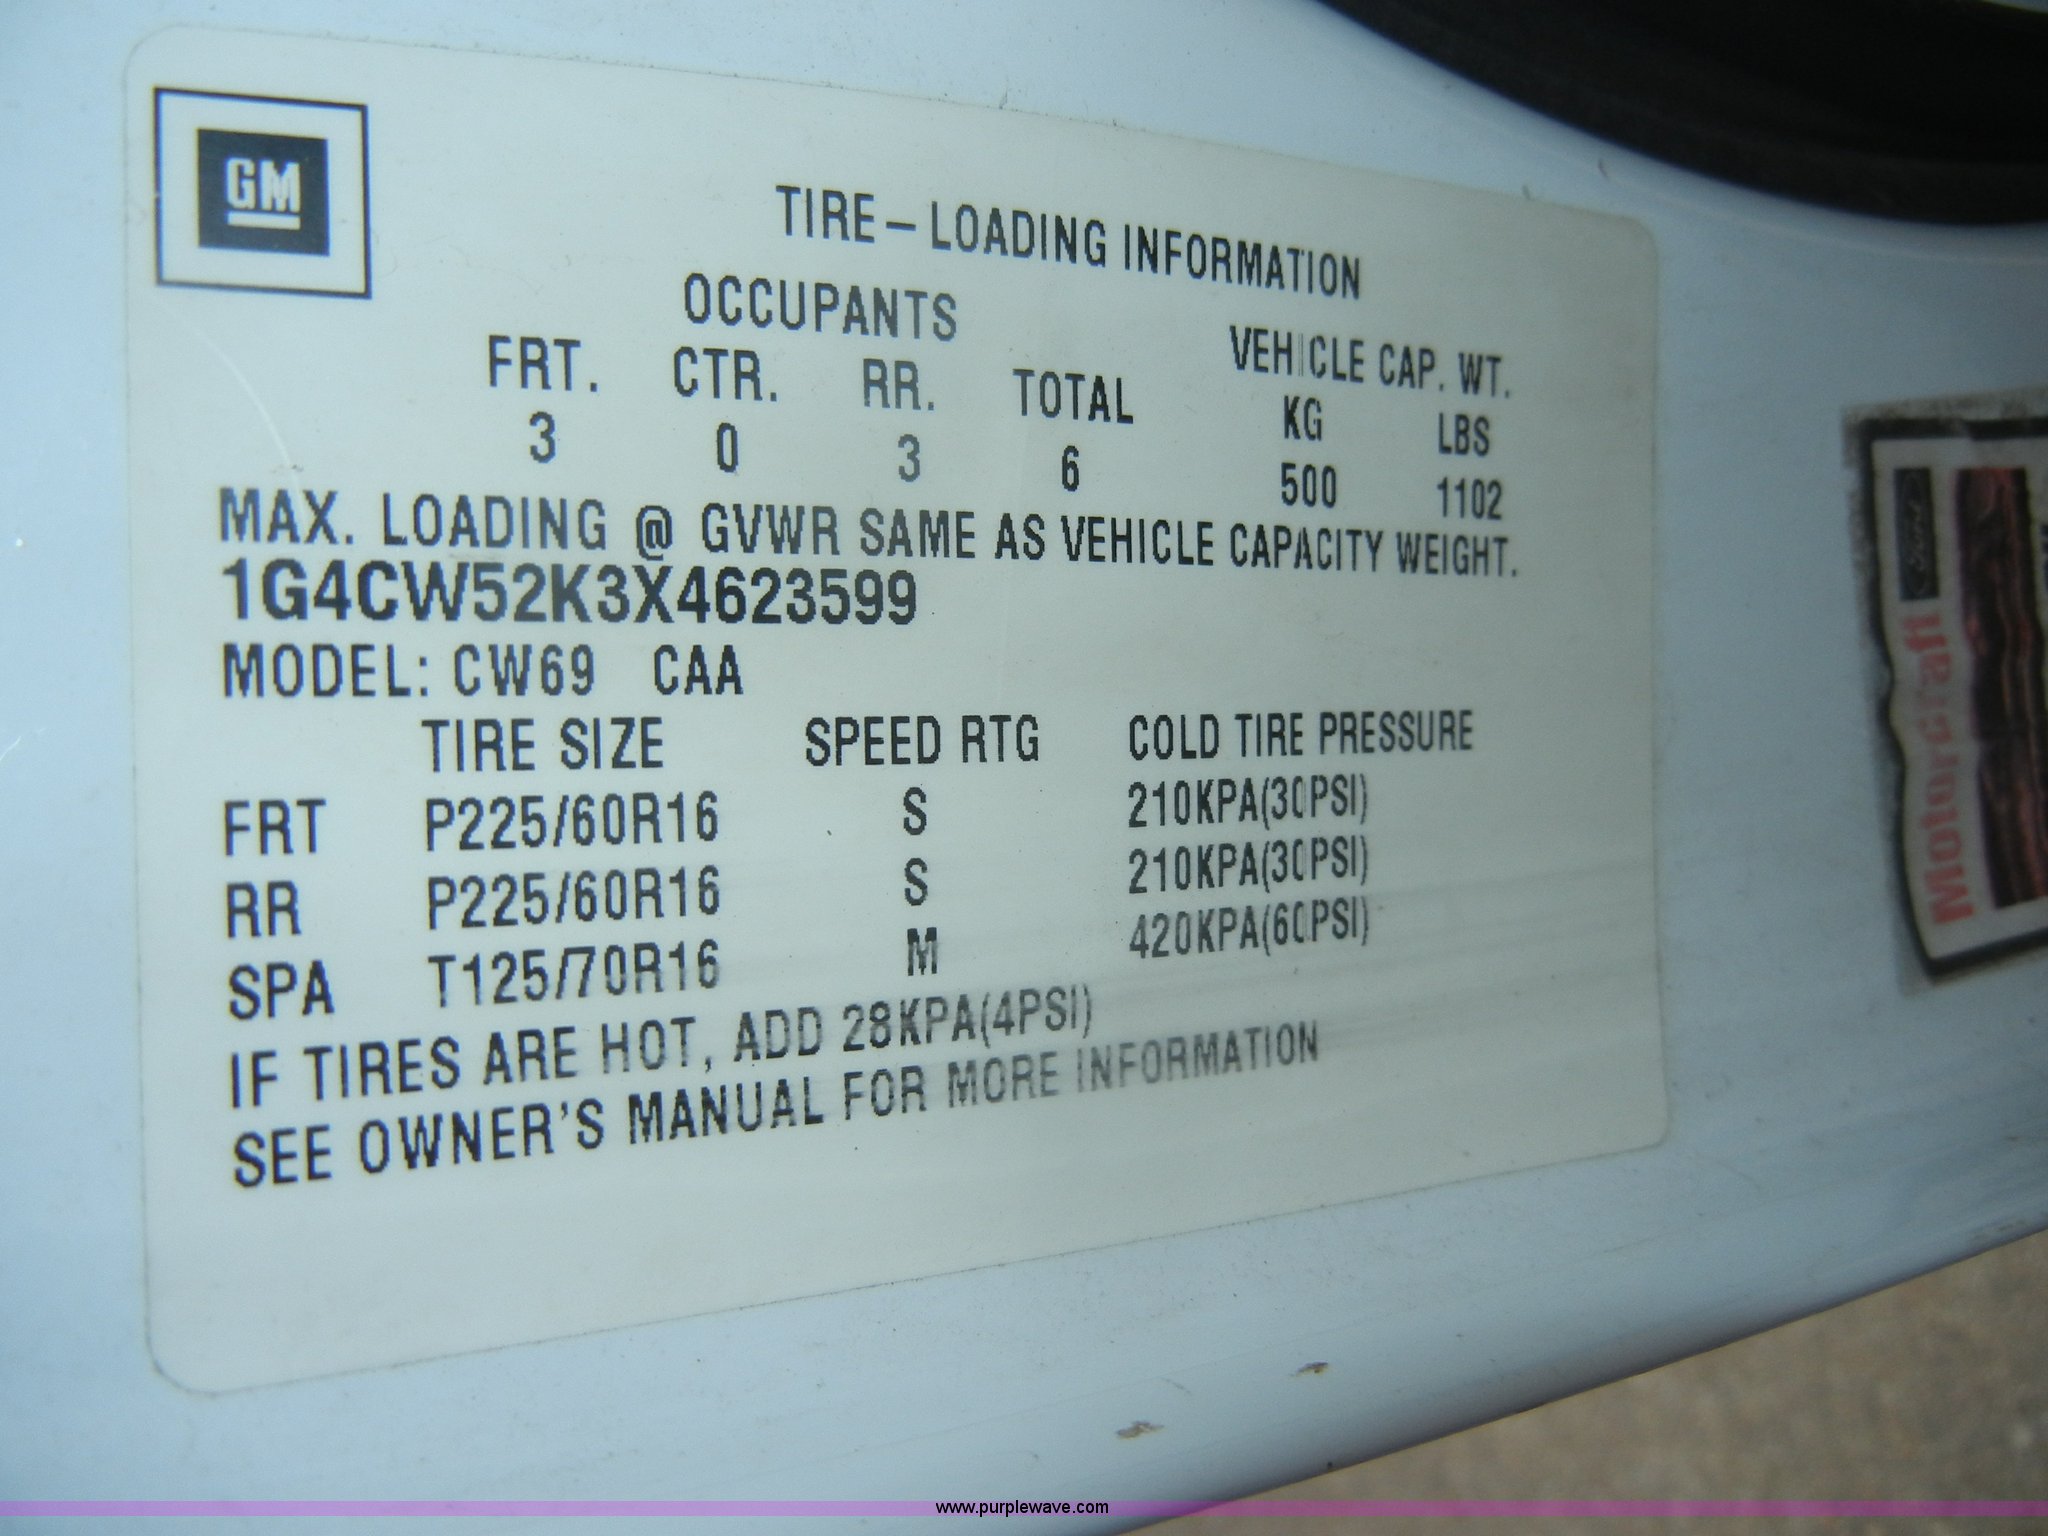 GM
TIRE – LOADING INFORMATION
OCCUPANTS VEHICLE CAP. WT.
FRT. CTR. RR. TOTAL KG LBS
3 0 3 6 500 1102
MAX. LOADING @ GVWR SAME AS VEHICLE CAPACITY WEIGHT.
1G4CW52K3X4623599
MODEL: CW69 CAA
TIRE SIZE SPEED RTG COLD TIRE PRESSURE
FRT P225/60R16 S 210KPA(30PSI)
RR P225/60R16 S 210KPA(30PSI)
SPA T125/70R16 M 420KPA(60PSI)
IF TIRES ARE HOT, ADD 28KPA(4PSI)
SEE OWNER'S MANUAL FOR MORE INFORMATION
Ford
Motorcraft
www.purplewave.com